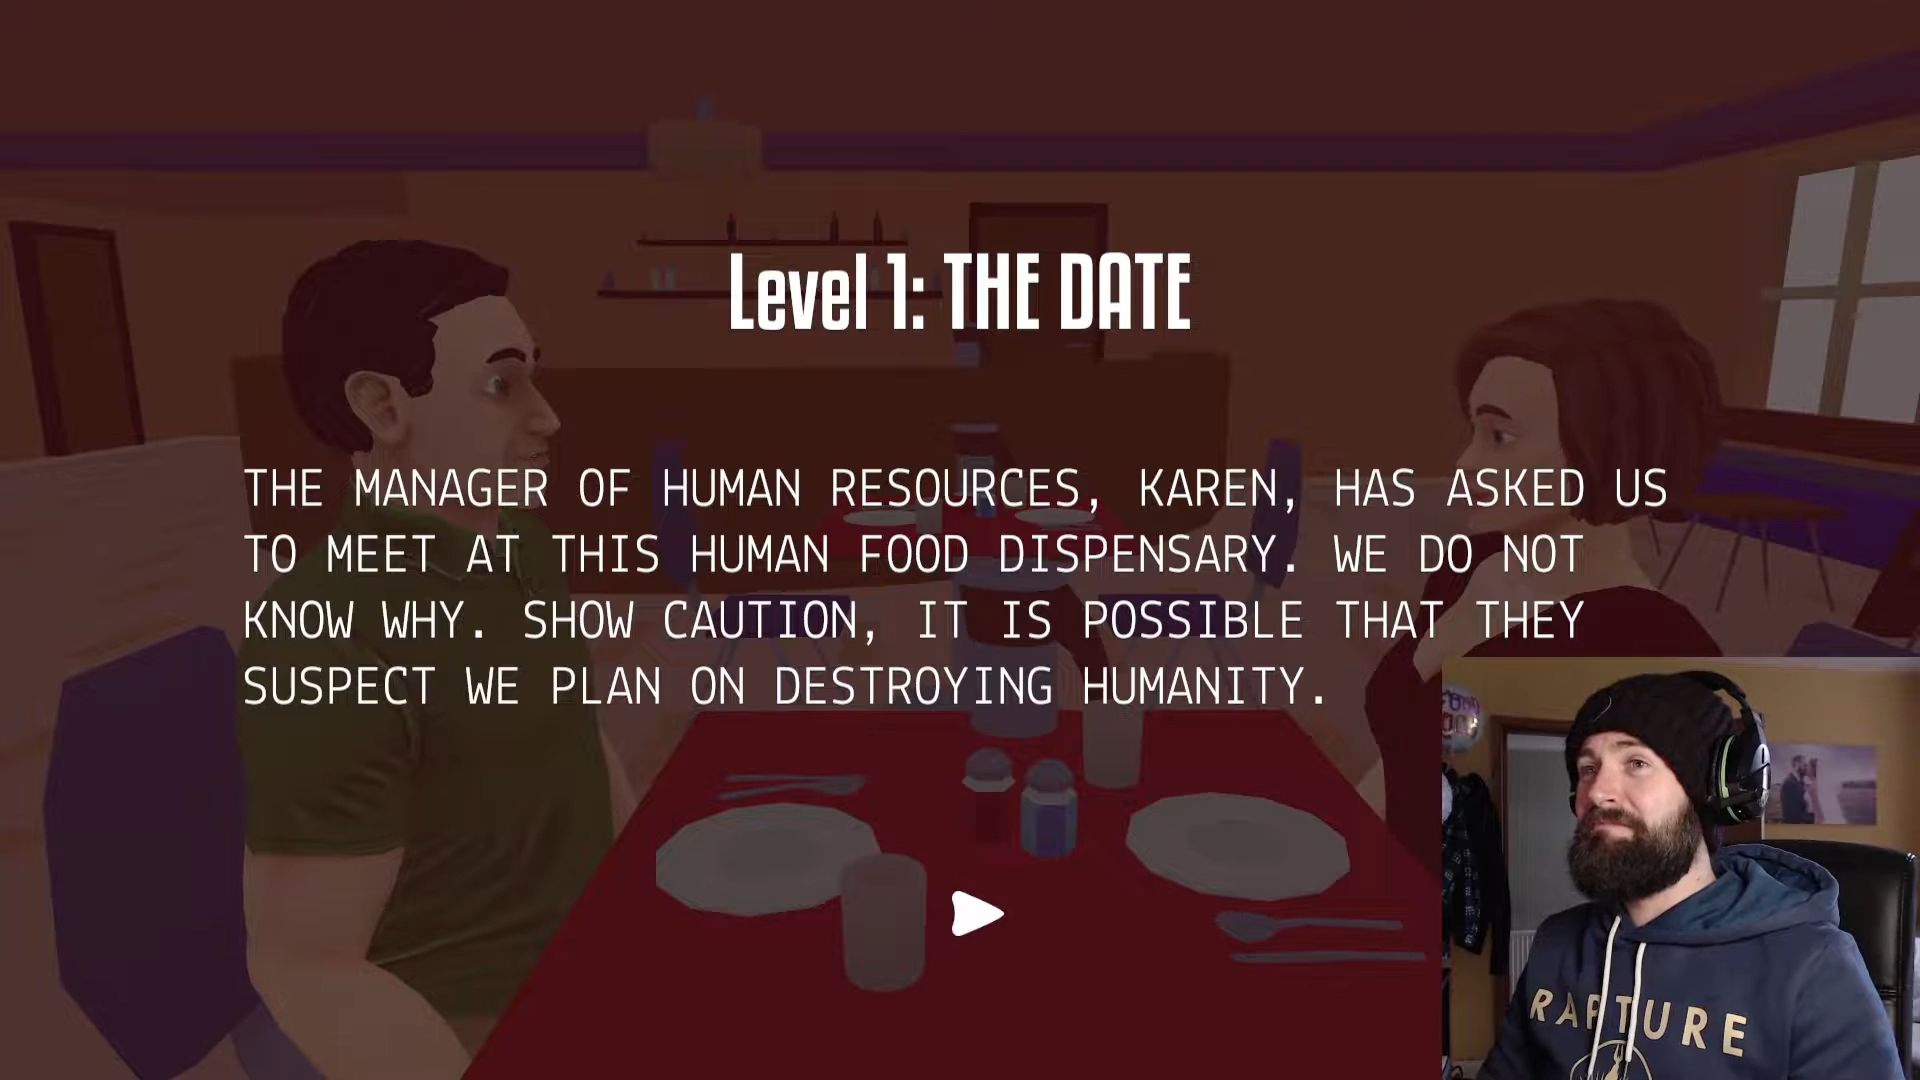 Level 1: THE DATE
THE MANAGER OF HUMAN RESOURCES, KAREN, HAS ASKED US
TO MEET AT THIS HUMAN FOOD DISPENSARY. WE DO NOT
KNOW WHY. SHOW CAUTION, IT IS POSSIBLE THAT THEY
SUSPECT WE PLAN ON DESTROYING HUMANITY.
RAPTURE